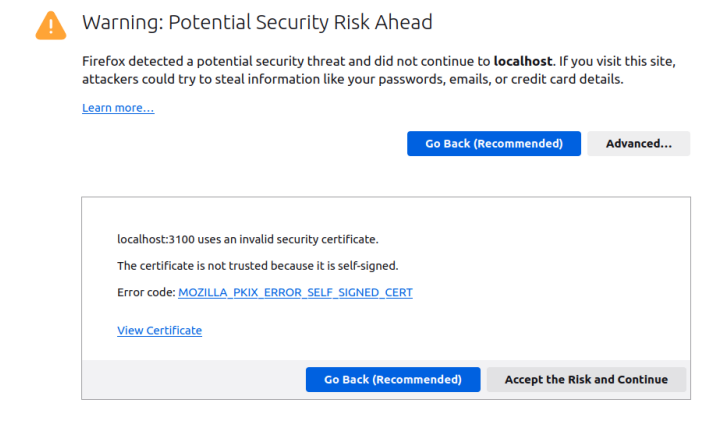 Warning: Potential Security Risk Ahead
Firefox detected a potential security threat and did not continue to localhost. If you visit this site,
attackers could try to steal information like your passwords, emails, or credit card details.
Learn more…
Go Back (Recommended) Advanced…
localhost:3100 uses an invalid security certificate.
The certificate is not trusted because it is self-signed.
Error code: MOZILLA_PKIX_ERROR_SELF_SIGNED_CERT
View Certificate
Go Back (Recommended) Accept the Risk and Continue